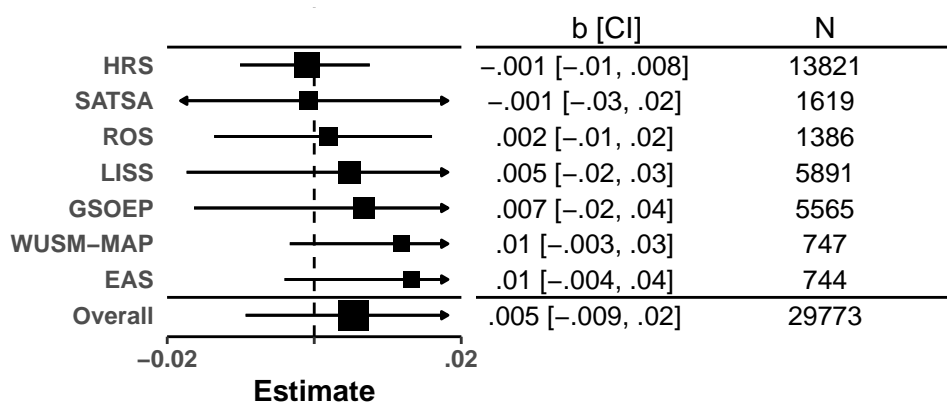 b [CI] N
HRS −.001 [−.01, .008] 13821
SATSA −.001 [−.03, .02] 1619
ROS .002 [−.01, .02] 1386
LISS .005 [−.02, .03] 5891
GSOEP .007 [−.02, .04] 5565
WUSM−MAP .01 [−.003, .03] 747
EAS .01 [−.004, .04] 744
Overall .005 [−.009, .02] 29773
−0.02 .02
Estimate